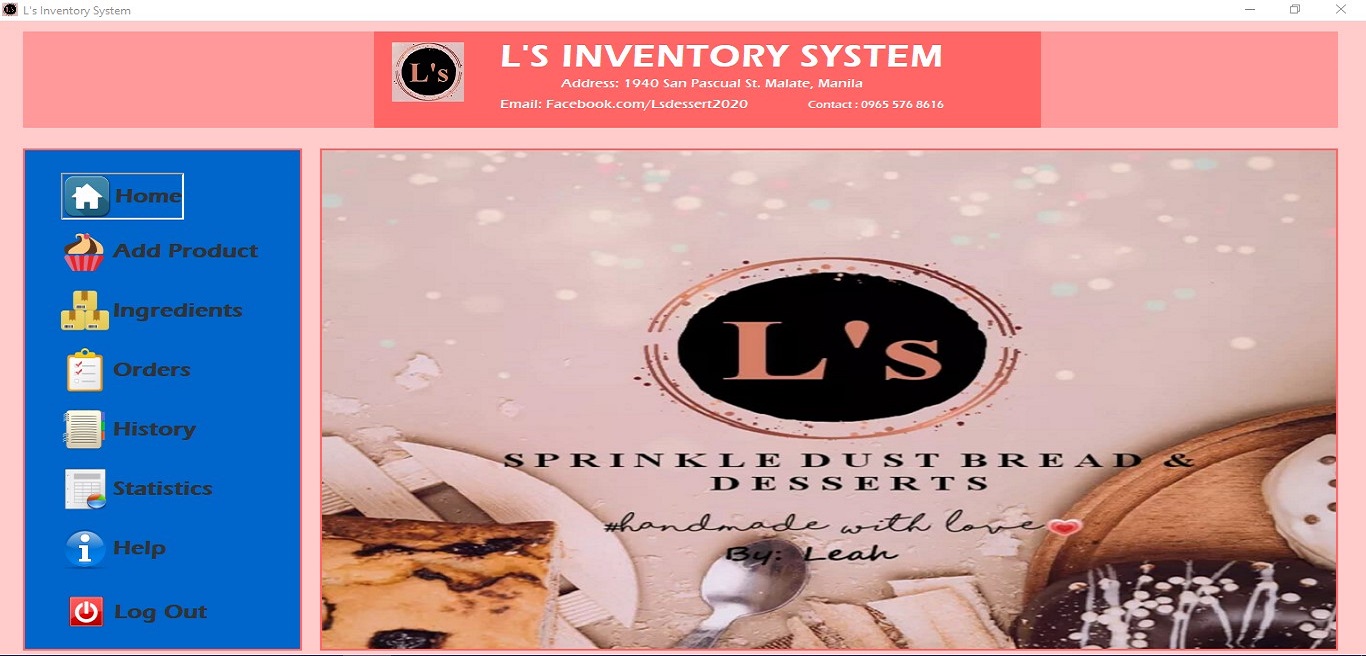 L's Inventory System
L's
L'S INVENTORY SYSTEM
Address: 1940 San Pascual St. Malate, Manila
Email: Facebook.com/Lsdessert2020 Contact : 0965 576 8616
Home
Add Product
Ingredients
Orders
History
Statistics
Help
Log Out
L's
SPRINKLE DUST BREAD &
DESSERTS
#handmade with love
By: Leah